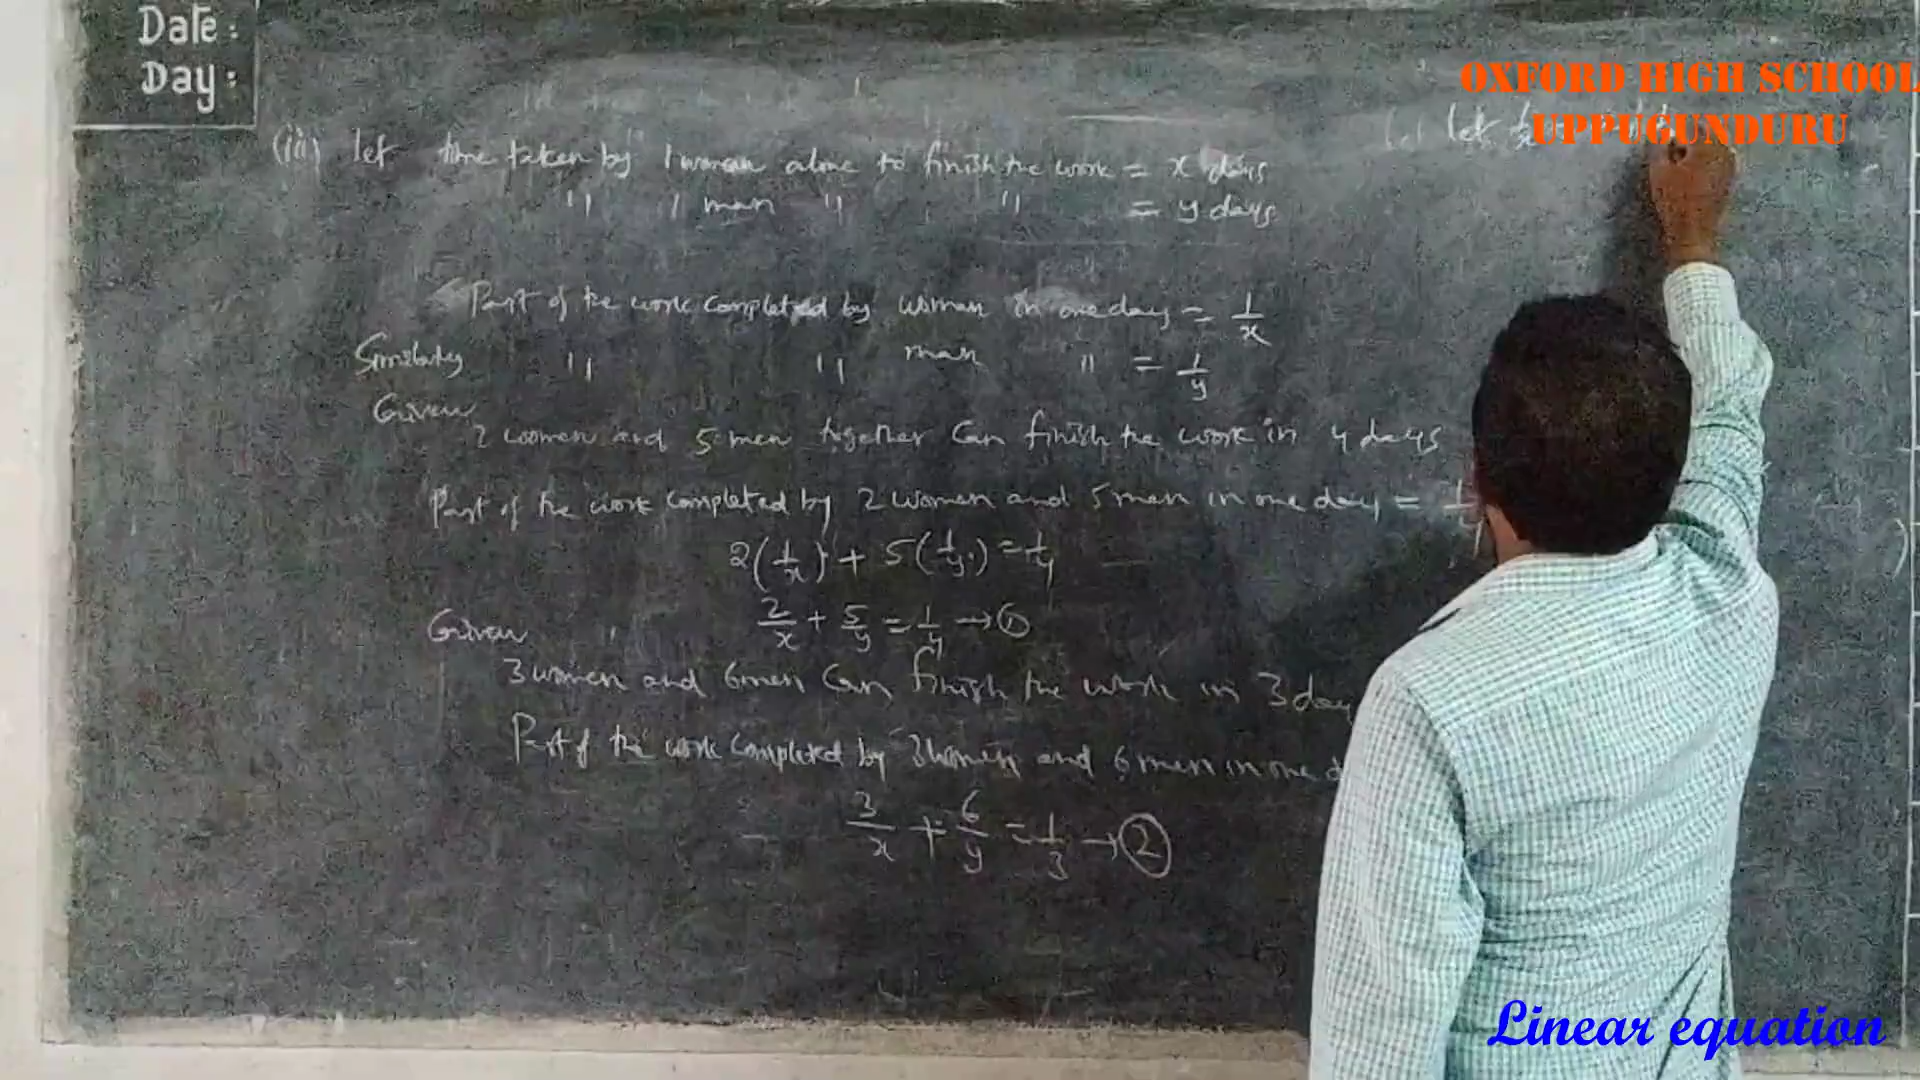 Date:
Day:
OXFORD HIGH SCHOOL
UPPUGUNDURU
(iii) let time taken by 1 woman alone to finish the work = x days
" 1 man " " = y days
let
Part of the work completed by woman in one day = 1/x
Similarly " " man " = 1/y
Given
2 women and 5 men together can finish the work in 4 days
Part of the work completed by 2 women and 5 men in one day = 1/4
2(1/x) + 5(1/y) = 1/4
2/x + 5/y = 1/4 → ①
Given
3 women and 6 men can finish the work in 3 day
Part of the work completed by 3 women and 6 men in one d
3/x + 6/y = 1/3 → ②
Linear equation